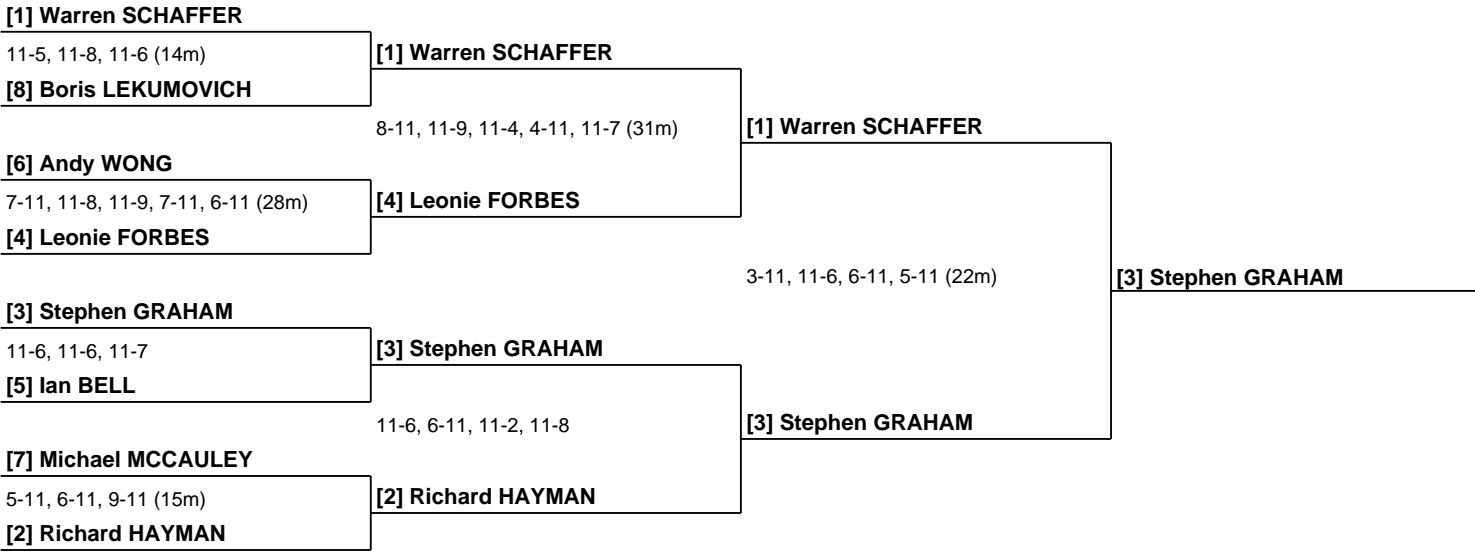 [1] Warren SCHAFFER
11-5, 11-8, 11-6 (14m)
[8] Boris LEKUMOVICH
[6] Andy WONG
7-11, 11-8, 11-9, 7-11, 6-11 (28m)
[4] Leonie FORBES
[3] Stephen GRAHAM
11-6, 11-6, 11-7
[5] Ian BELL
[7] Michael MCCAULEY
5-11, 6-11, 9-11 (15m)
[2] Richard HAYMAN
[1] Warren SCHAFFER
8-11, 11-9, 11-4, 4-11, 11-7 (31m)
[4] Leonie FORBES
[3] Stephen GRAHAM
11-6, 6-11, 11-2, 11-8
[2] Richard HAYMAN
[1] Warren SCHAFFER
3-11, 11-6, 6-11, 5-11 (22m)
[3] Stephen GRAHAM
[3] Stephen GRAHAM